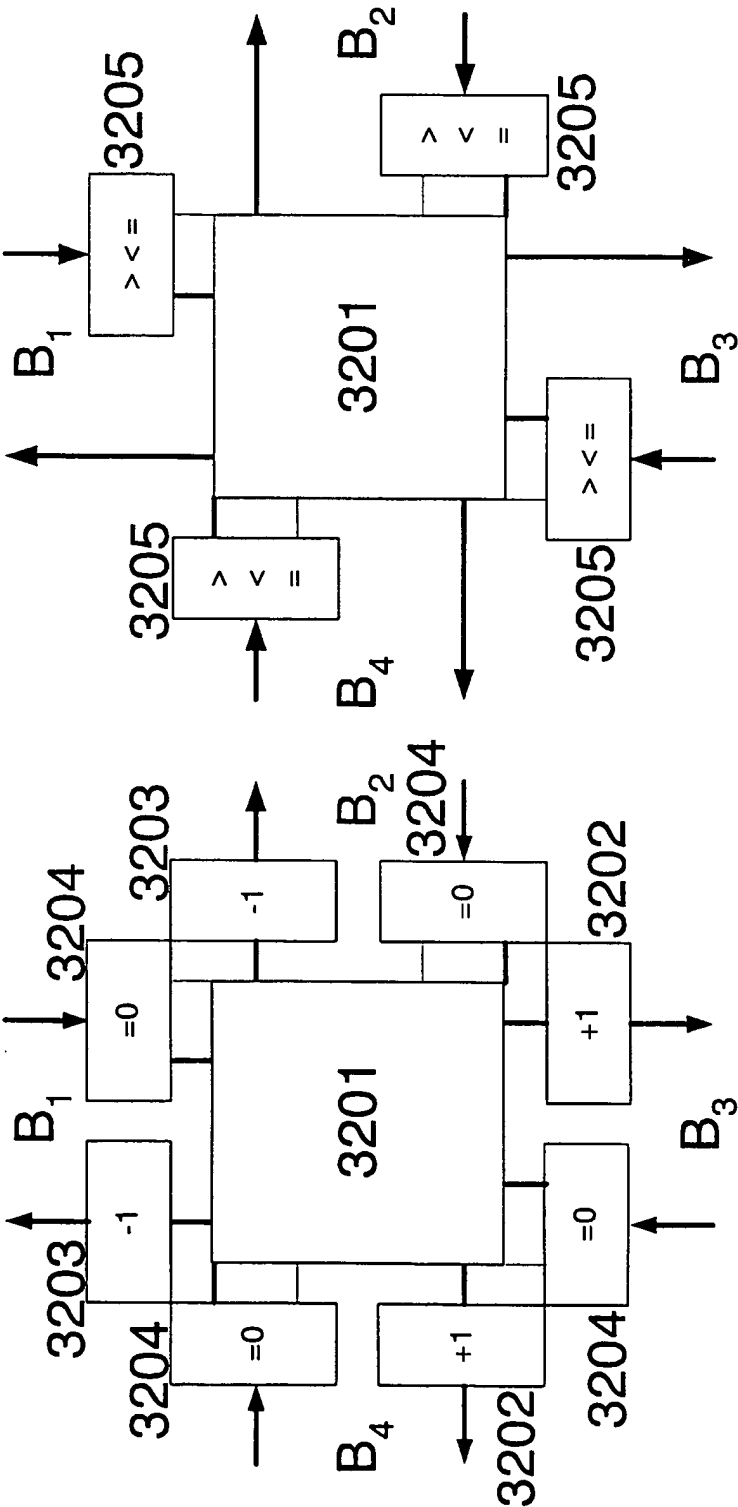 B1
3203
3204
-1
=0
3204
3203
=0
-1
B4
3201
B2
3204
+1
=0
3202
=0
+1
3204
3202
B3
B1
3205
> < =
3205
>
<
=
B4
3201
B2
>
<
=
3205
> < =
3205
B3